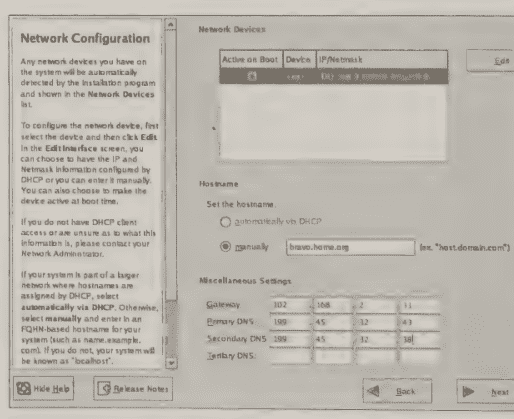 Network Configuration
Any network devices you have on
the system will be automatically
detected by the installation program
and shown in the Network Devices
list.
To configure the network device, first
select the device and then click Edit.
In the Edit Interface screen, you
can choose to have the IP and
Netmask information configured by
DHCP or you can enter it manually.
You can also choose to make the
device active at boot time.
If you do not have DHCP client
access or are unsure as to what this
information is, please contact your
Network Administrator.
If your system is part of a larger
network where hostnames are
assigned by DHCP, select
automatically via DHCP. Otherwise,
select manually and enter in an
FQHN-based hostname for your
system (such as name.example.
com). If you do not, your system will
be known as "localhost".
Hide Help
Release Notes
Network Devices
Active on Boot Device IP/Netmask
Edit
Hostname
Set the hostname:
automatically via DHCP
manually bravo.home.org (ex. "host.domain.com")
Miscellaneous Settings
Gateway . 168 . 2 .
Primary DNS 199 . 45 . 32 . 43
Secondary DNS 199 . 45 . 32 . 38
Tertiary DNS:
Back
Next